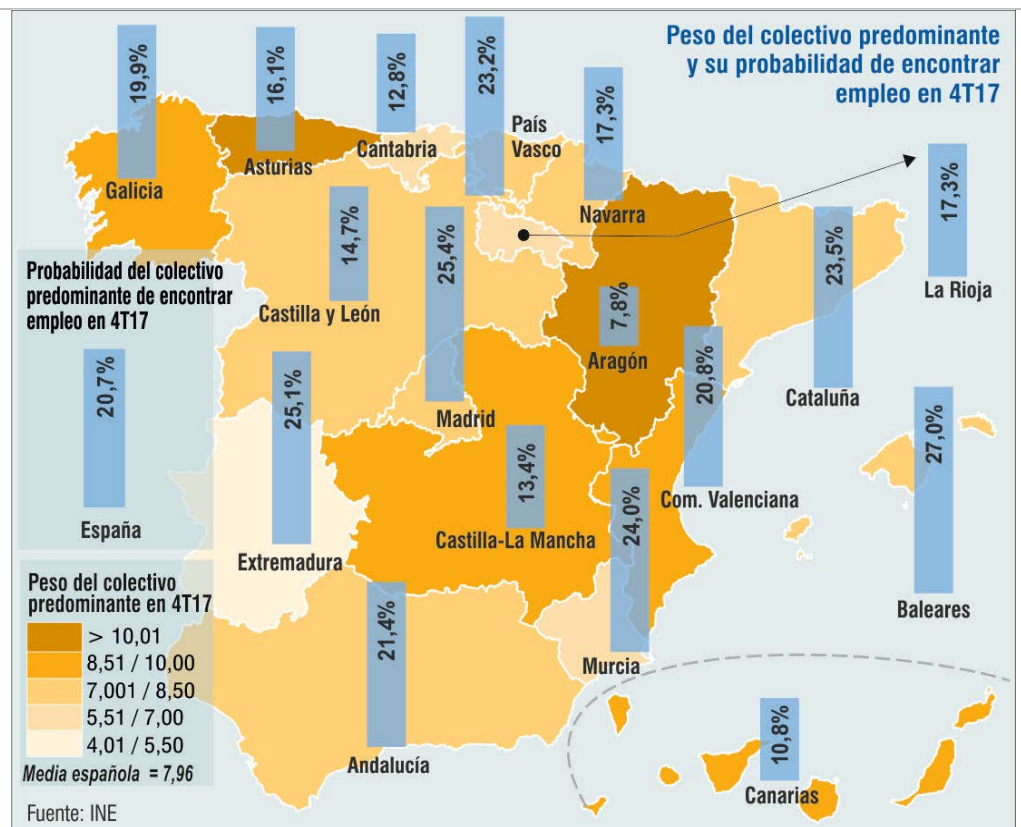 Peso del colectivo predominante
y su probabilidad de encontrar
empleo en 4T17
19,9%
Galicia
16,1%
Asturias
12,8%
Cantabria
23,2%
País
Vasco
17,3%
Navarra
17,3%
La Rioja
14,7%
Castilla y León
25,4%
Madrid
7,8%
Aragón
23,5%
Cataluña
20,8%
Com. Valenciana
27,0%
Baleares
Probabilidad del colectivo
predominante de encontrar
empleo en 4T17
20,7%
España
25,1%
Extremadura
13,4%
Castilla-La Mancha
24,0%
Murcia
21,4%
Andalucía
10,8%
Canarias
Peso del colectivo
predominante en 4T17
> 10,01
8,51 / 10,00
7,001 / 8,50
5,51 / 7,00
4,01 / 5,50
Media española = 7,96
Fuente: INE